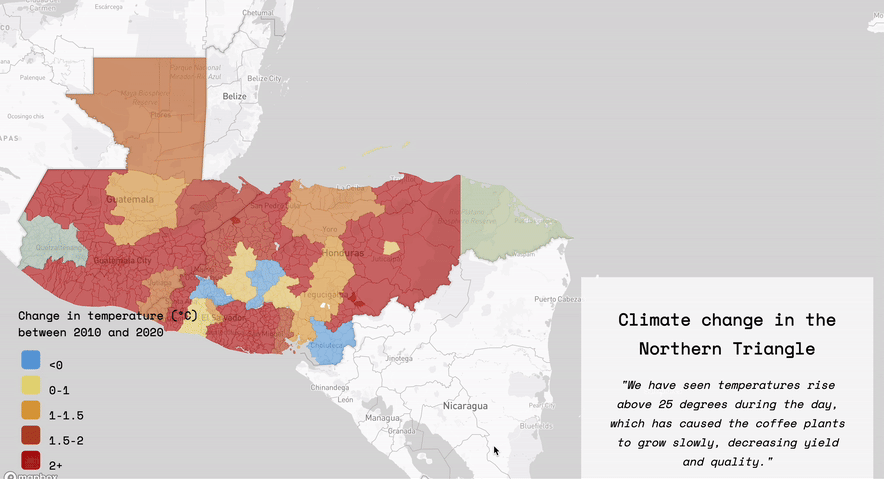 Escárcega
Chetumal
Palenque
Belize City
Belize
Ocosingo chis
APAS
Flores
Guatemala
San Pedro Sula
La Ceiba
Yoro
Quetzaltenango
Guatemala City
Honduras
Tegucigalpa
El Salvador
Choluteca
Puerto Cabeza
Jinotega
Chinandega
León
Nicaragua
Managua
Granada
Bluefields
Change in temperature (°C)
between 2010 and 2020
<0
0-1
1-1.5
1.5-2
2+
mapbox
Climate change in the
Northern Triangle
"We have seen temperatures rise
above 25 degrees during the day,
which has caused the coffee plants
to grow slowly, decreasing yield
and quality."